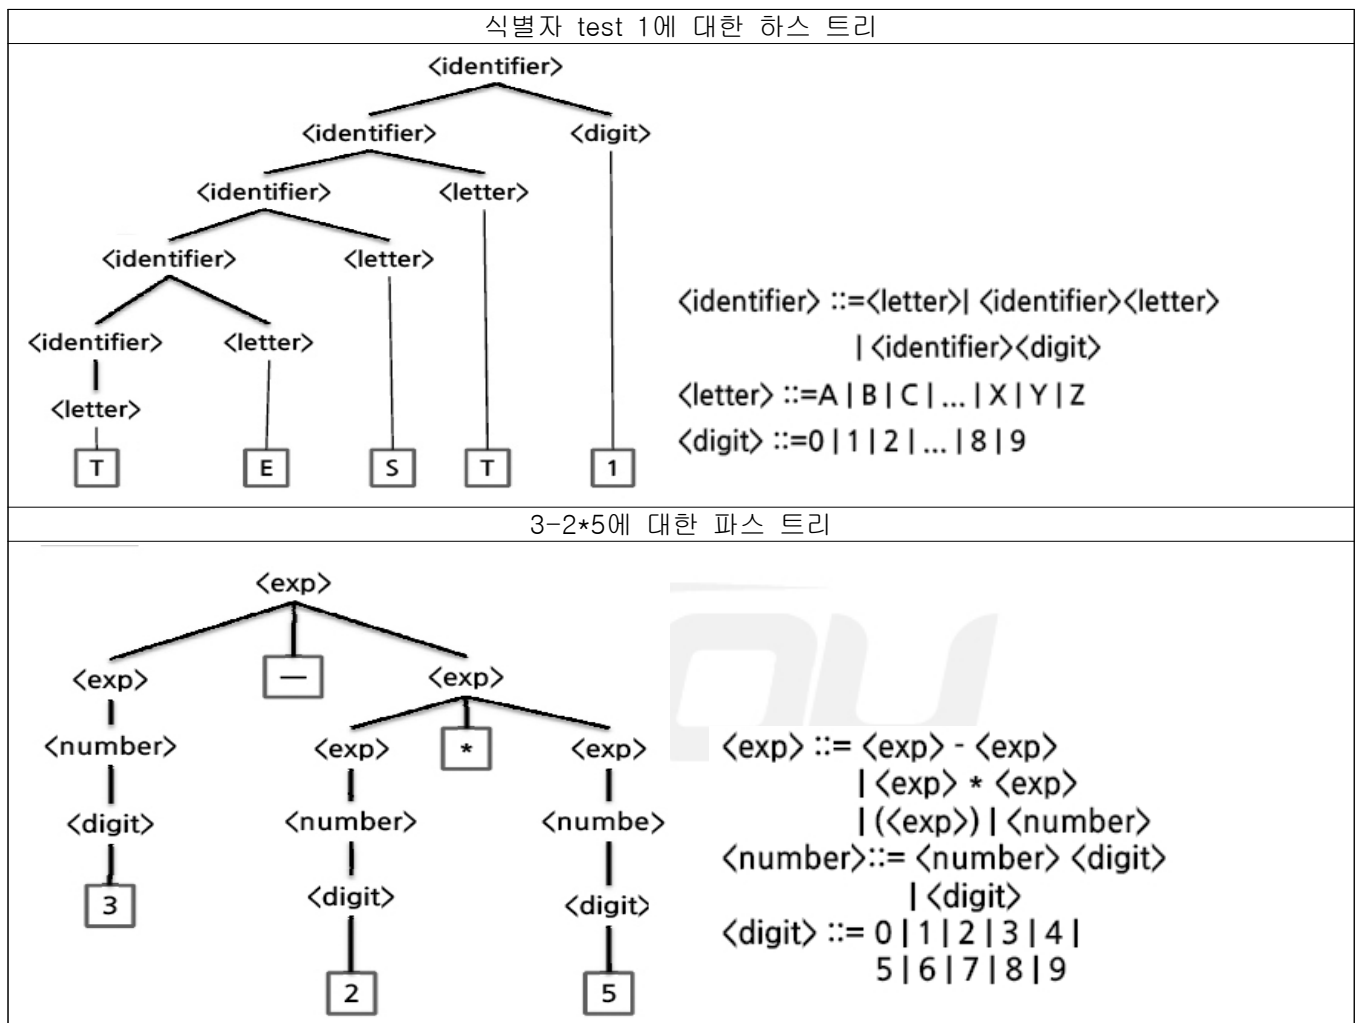 식별자 test 1에 대한 하스 트리
<identifier>
<identifier> <digit>
<identifier> <letter>
<identifier> <letter>
<identifier> <letter>
<letter>
T E S T 1
<identifier> ::=<letter>| <identifier><letter>
| <identifier><digit>
<letter> ::=A | B | C | ... | X | Y | Z
<digit> ::=0 | 1 | 2 | ... | 8 | 9
3-2*5에 대한 파스 트리
<exp>
<exp> — <exp>
<number> <exp> * <exp>
<digit> <number> <numbe>
3 <digit> <digit>
2 5
<exp> ::= <exp> - <exp>
| <exp> * <exp>
| (<exp>) | <number>
<number>::= <number> <digit>
| <digit>
<digit> ::= 0 | 1 | 2 | 3 | 4 |
5 | 6 | 7 | 8 | 9